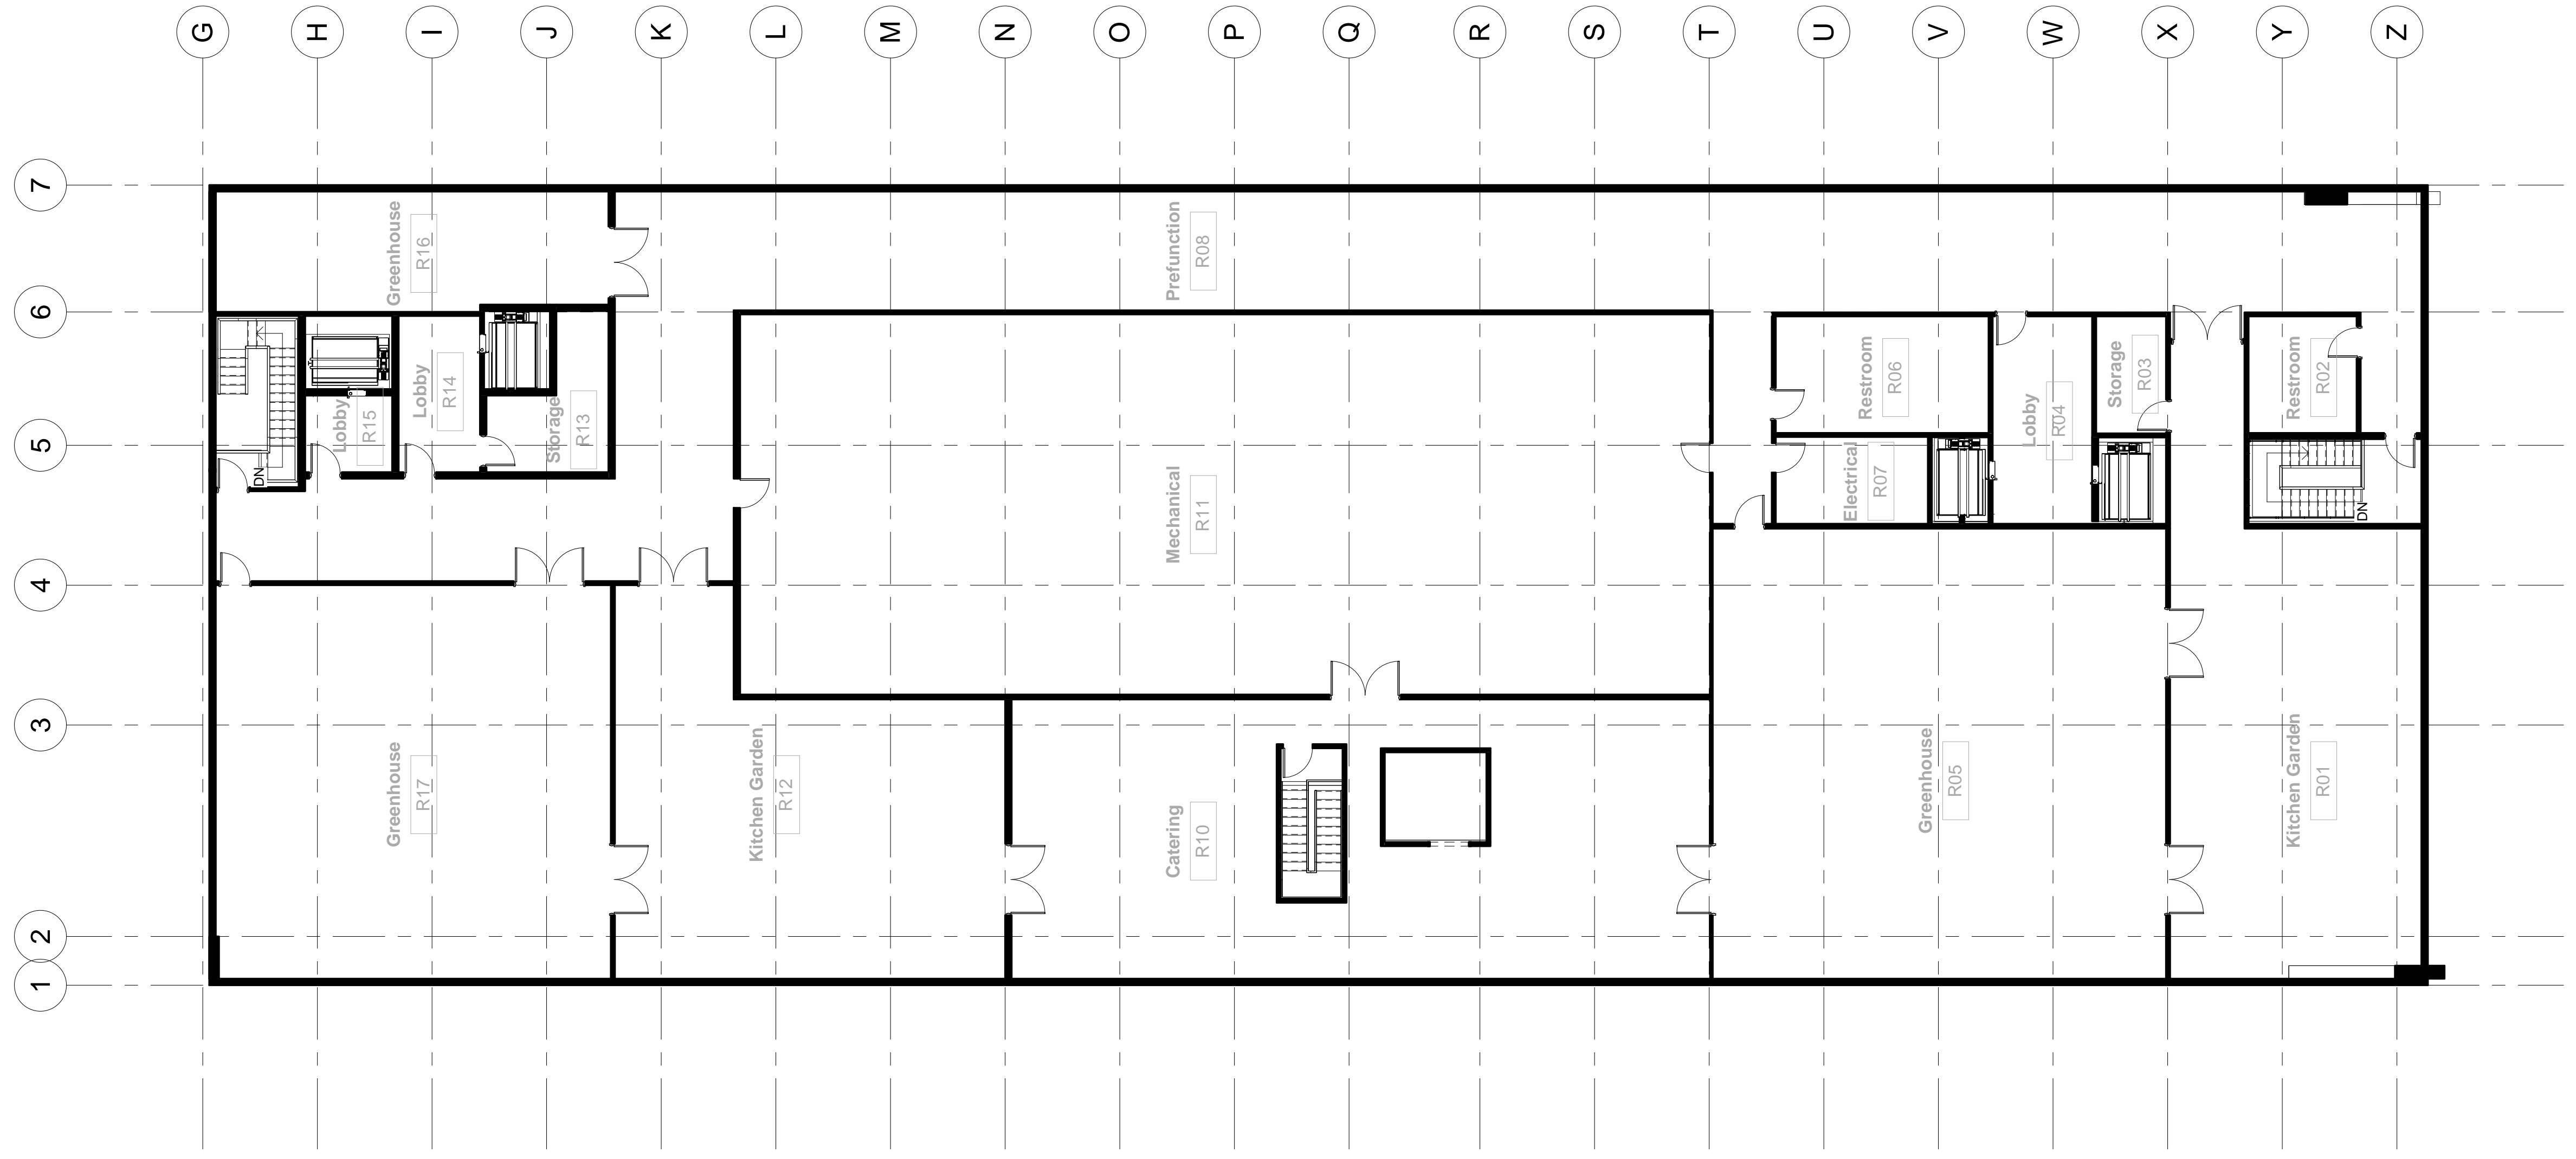 G
H
I
J
K
L
M
N
O
P
Q
R
S
T
U
V
W
X
Y
Z
7
6
5
4
3
2
1
Greenhouse
R16
Prefunction
R08
Lobby
R15
Lobby
R14
Storage
R13
DN
Mechanical
R11
Restroom
R06
Electrical
R07
Lobby
R04
Storage
R03
Restroom
R02
DN
Greenhouse
R17
Kitchen Garden
R12
Catering
R10
Greenhouse
R05
Kitchen Garden
R01